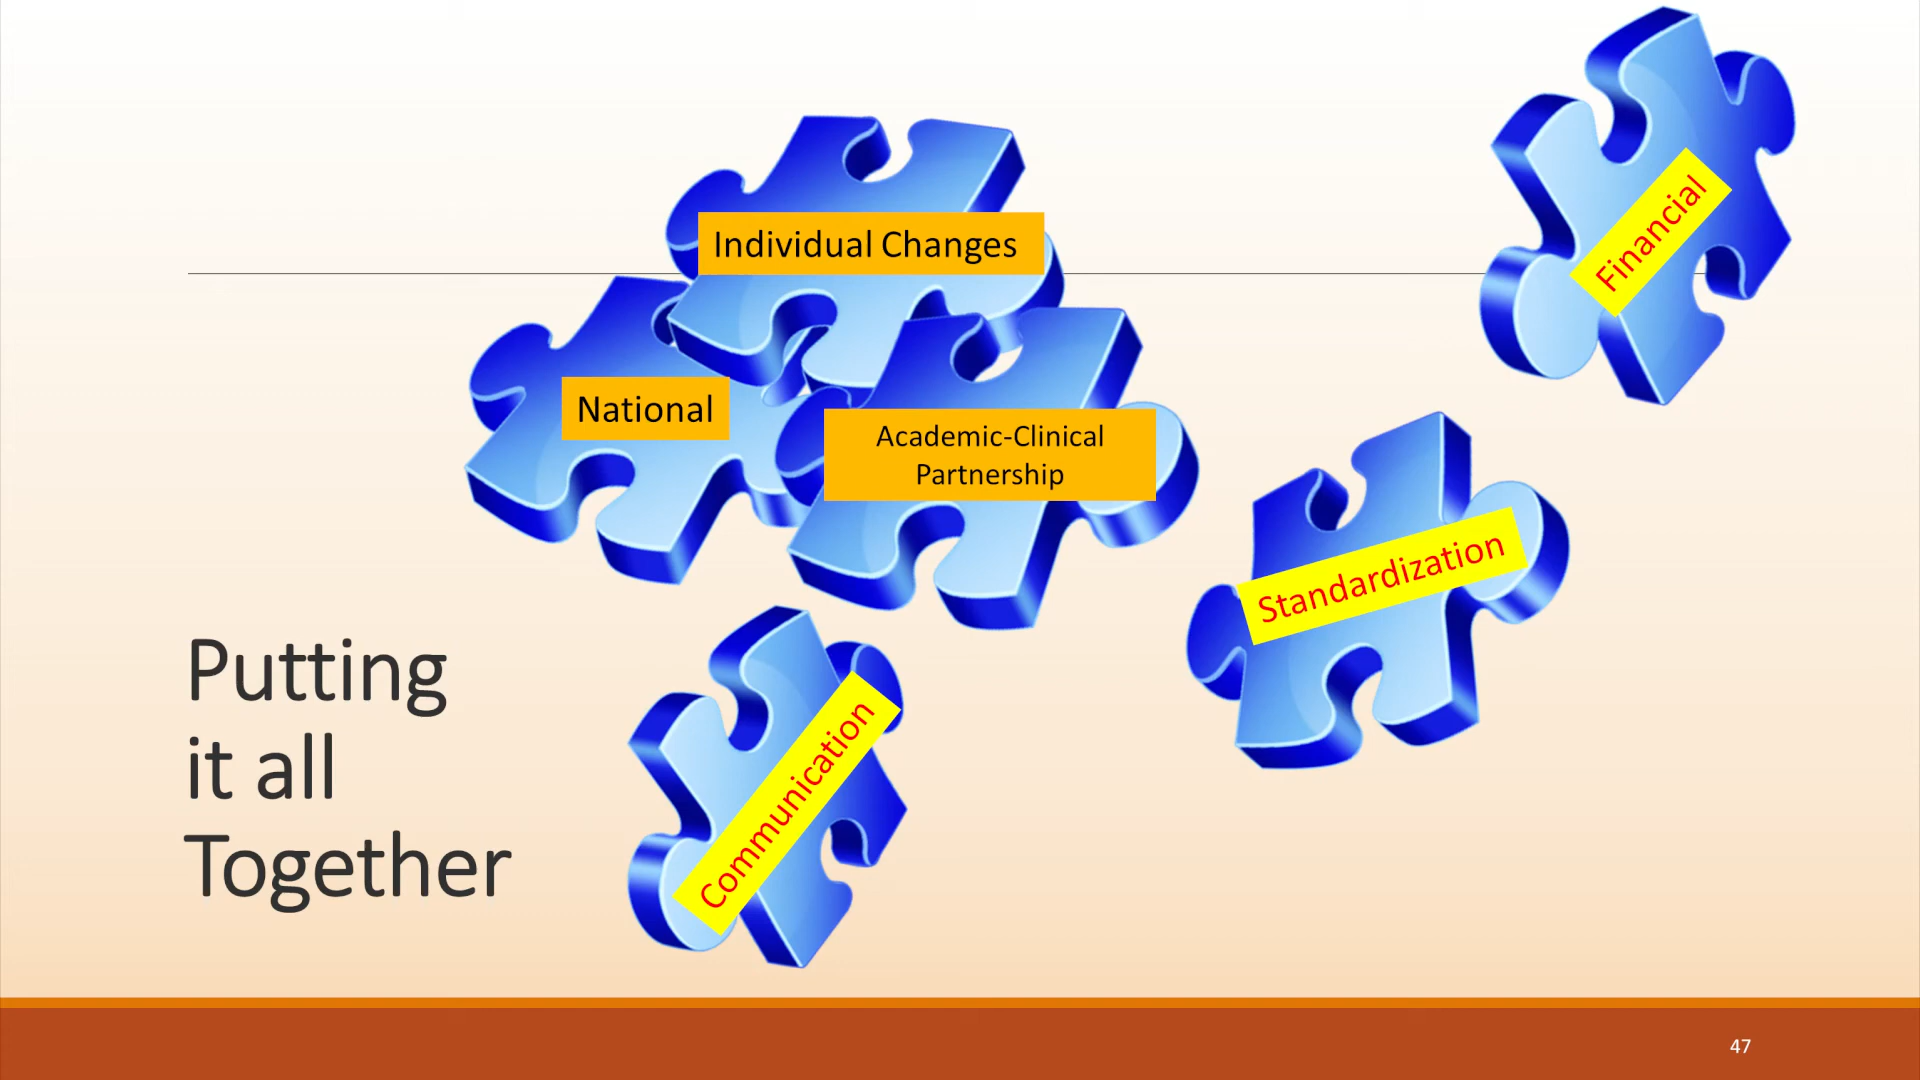 Individual Changes
National
Academic-Clinical
Partnership
Financial
Standardization
Communication
Putting
it all
Together
47